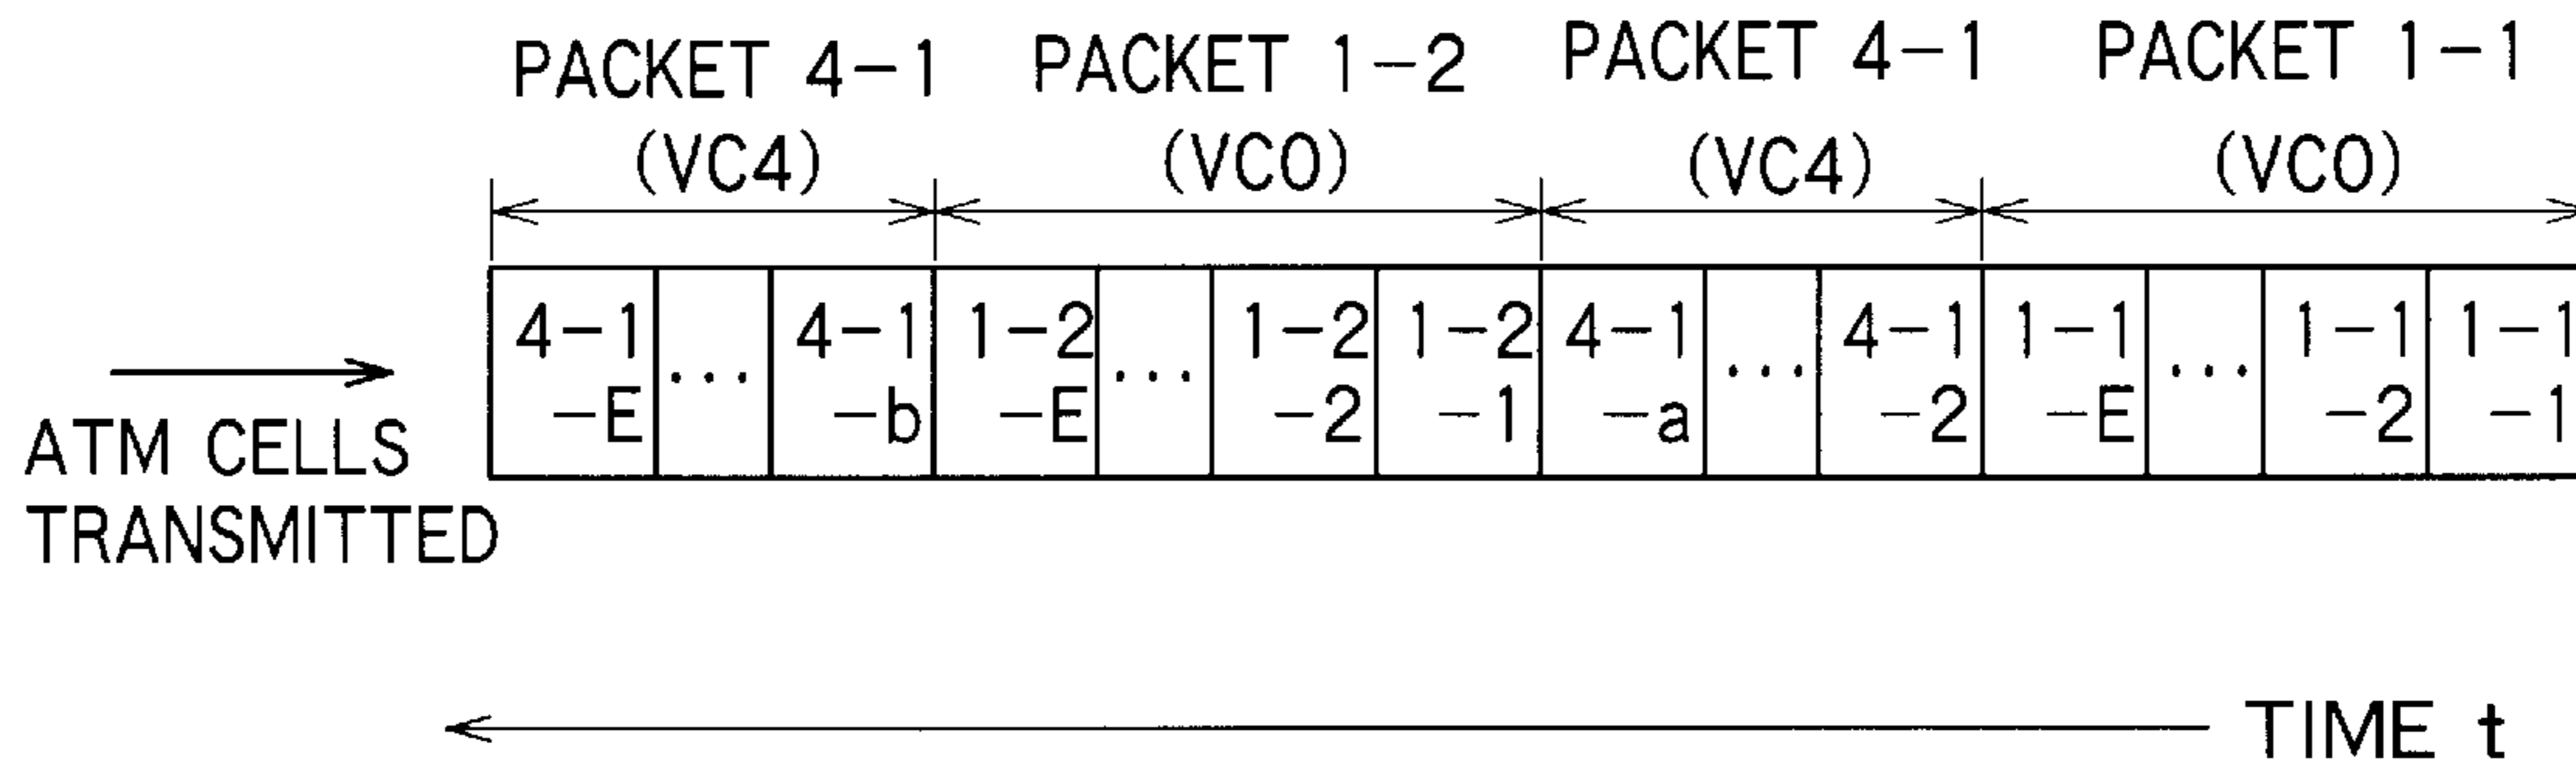 PACKET 4-1 PACKET 1-2 PACKET 4-1 PACKET 1-1
(VC4) (VC0) (VC4) (VC0)
4-1 ... 4-1 1-2 ... 1-2 1-2 4-1 ... 4-1 1-1 ... 1-1 1-1
-E -b -E -2 -1 -a -2 -E -2 -1
ATM CELLS
TRANSMITTED
TIME t